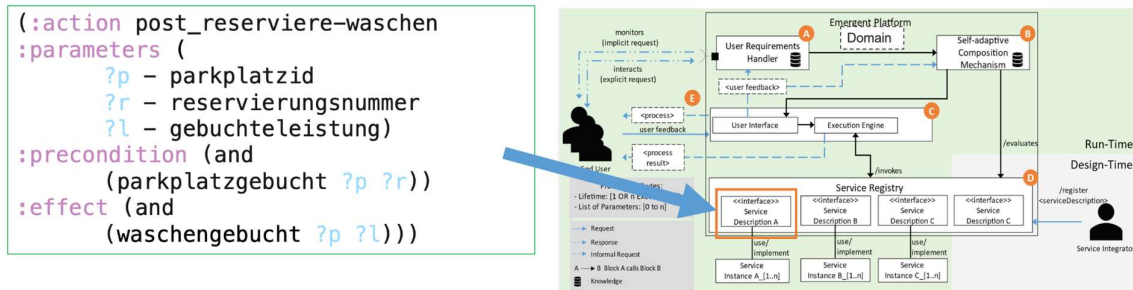 (:action post_reserviere-waschen
:parameters (
?p – parkplatzid
?r – reservierungsnummer
?l – gebuchteleistung)
:precondition (and
(parkplatzgebucht ?p ?r))
:effect (and
(waschengebucht ?p ?l)))
Emergent Platform
Domain
monitors
(implicit request)
A
User Requirements
Handler
B
Self-adaptive
Composition
Mechanism
interacts
(explicit request)
<user feedback>
E
<process>
user feedback
C
User Interface
Execution Engine
<process
result>
End User
/evaluates
Run-Time
Design-Time
/invokes
D
Service Registry
- Lifetime: [1 OR n
- List of Parameters: [0 to n]
<<interface>>
Service
Description A
<<interface>>
Service
Description B
<<interface>>
Service
Description C
<<interface>>
Service
Description C
/register
<serviceDescription>
Service Integrator
Request
Response
Informal Request
A B Block A calls Block B
Knowledge
use/
implement
use/
implement
use/
implement
Service
Instance A_[1..n]
Service
Instance B_[1..n]
Service
Instance C_[1..n]